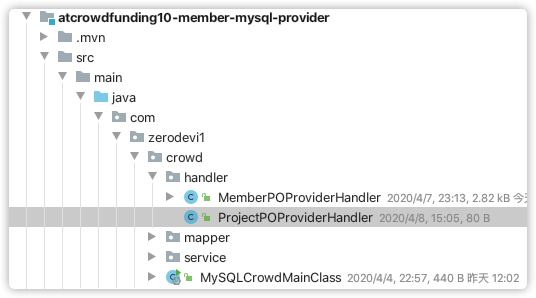 atcrowdfunding10-member-mysql-provider
.mvn
src
main
java
com
zerodevi1
crowd
handler
MemberPOProviderHandler 2020/4/7, 23:13, 2.82 kB 今
ProjectPOProviderHandler 2020/4/8, 15:05, 80 B
mapper
service
MySQLCrowdMainClass 2020/4/4, 22:57, 440 B 昨天 12:02